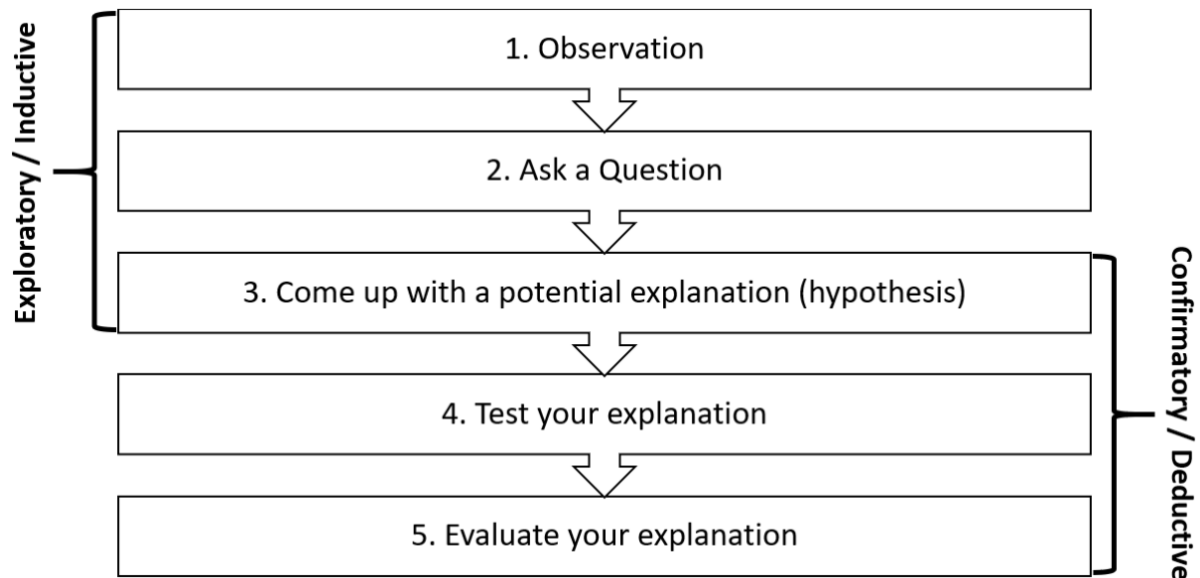 Exploratory / Inductive
1. Observation
2. Ask a Question
3. Come up with a potential explanation (hypothesis)
4. Test your explanation
5. Evaluate your explanation
Confirmatory / Deductive